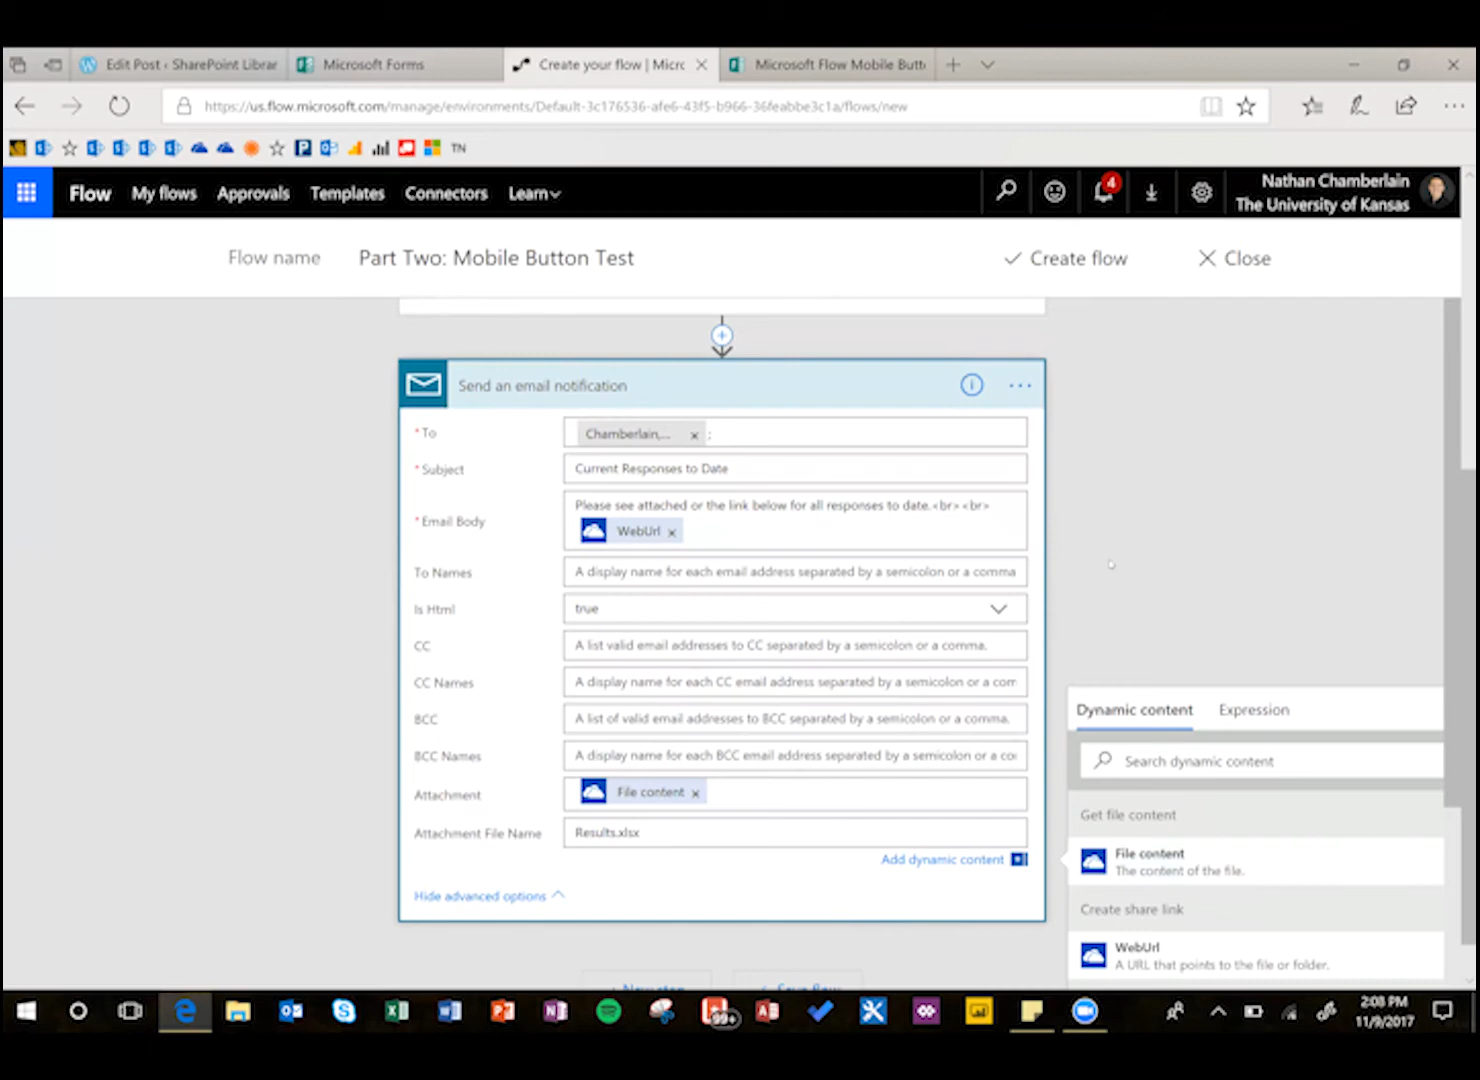 Edit Post ‹ SharePoint Librar
Microsoft Forms
Create your flow | Micrc
Microsoft Flow Mobile Butt
https://us.flow.microsoft.com/manage/environments/Default-3c176536-afe6-43f5-b966-36feabbe3c1a/flows/new
TN
Flow
My flows
Approvals
Templates
Connectors
Learn
4
Nathan Chamberlain
The University of Kansas
Flow name
Part Two: Mobile Button Test
Create flow
Close
Send an email notification
* To
Chamberlain,... x ;
* Subject
Current Responses to Date
* Email Body
Please see attached or the link below for all responses to date.<br><br>
WebUrl x
To Names
A display name for each email address separated by a semicolon or a comma
Is Html
true
CC
A list valid email addresses to CC separated by a semicolon or a comma.
CC Names
A display name for each CC email address separated by a semicolon or a com
BCC
A list of valid email addresses to BCC separated by a semicolon or a comma.
BCC Names
A display name for each BCC email address separated by a semicolon or a co
Attachment
File content x
Attachment File Name
Results.xlsx
Add dynamic content
Hide advanced options
Dynamic content
Expression
Search dynamic content
Get file content
File content
The content of the file.
Create share link
WebUrl
A URL that points to the file or folder.
New step
Save flow
99+
2:03 PM
11/9/2017